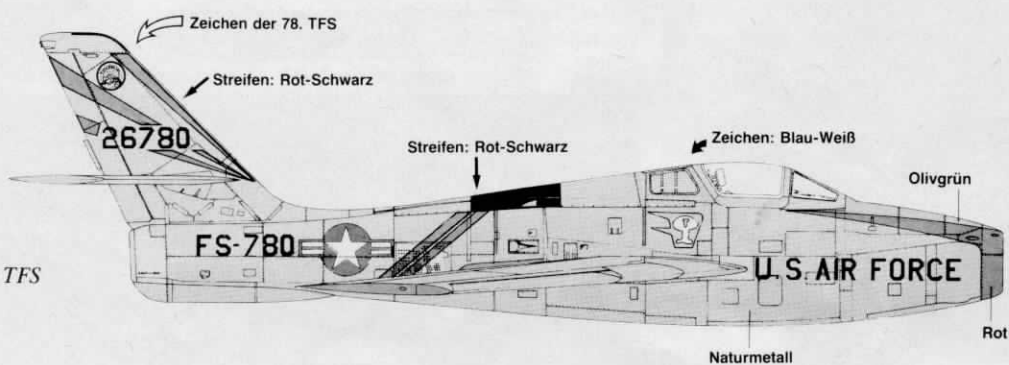 Zeichen der 78. TFS
Streifen: Rot-Schwarz
26780
Streifen: Rot-Schwarz
Zeichen: Blau-Weiß
Olivgrün
FS-780
U.S. AIR FORCE
TFS
Rot
Naturmetall